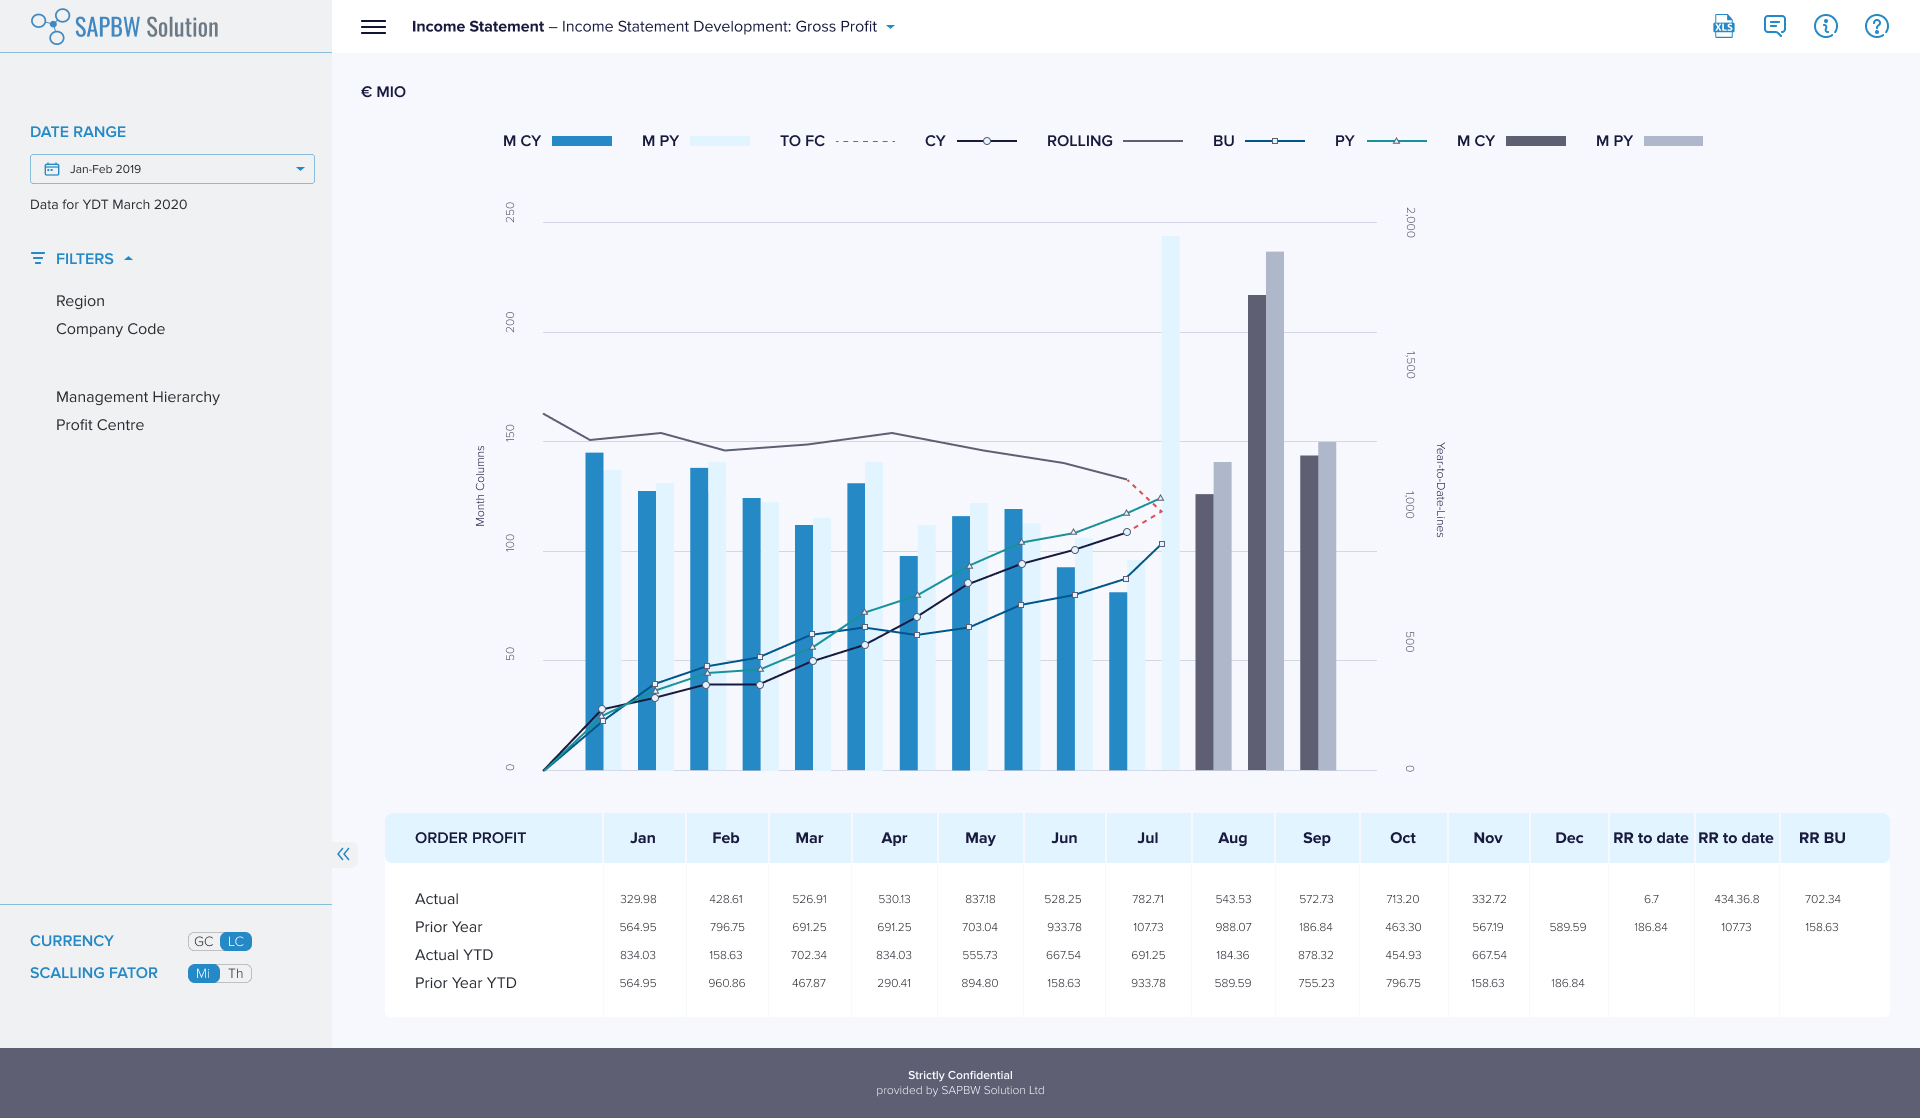 SAPBW Solution
Income Statement – Income Statement Development: Gross Profit
XLS
€ MIO
DATE RANGE
Jan-Feb 2019
Data for YDT March 2020
FILTERS
Region
Company Code
Management Hierarchy
Profit Centre
CURRENCY GC LC
SCALLING FATOR Mi Th
M CY M PY TO FC CY ROLLING BU PY M CY M PY
Month Columns
250
200
150
100
50
0
2,000
1,500
1,000
500
0
Year-to-Date-Lines
ORDER PROFIT Jan Feb Mar Apr May Jun Jul Aug Sep Oct Nov Dec RR to date RR to date RR BU
Actual 329.98 428.61 526.91 530.13 837.18 528.25 782.71 543.53 572.73 713.20 332.72 6.7 434.36.8 702.34
Prior Year 564.95 796.75 691.25 691.25 703.04 933.78 107.73 988.07 186.84 463.30 567.19 589.59 186.84 107.73 158.63
Actual YTD 834.03 158.63 702.34 834.03 555.73 667.54 691.25 184.36 878.32 454.93 667.54
Prior Year YTD 564.95 960.86 467.87 290.41 894.80 158.63 933.78 589.59 755.23 796.75 158.63 186.84
Strictly Confidential
provided by SAPBW Solution Ltd